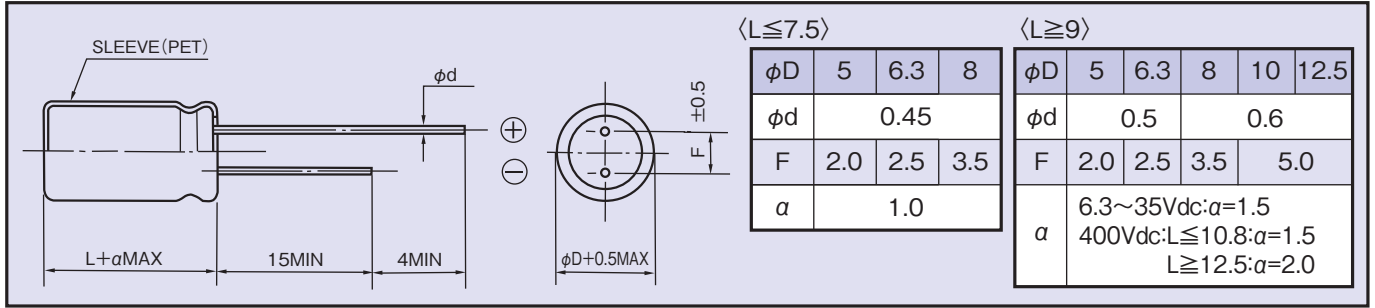 SLEEVE(PET)
φd
⊕
⊖
F ±0.5
L+αMAX
15MIN
4MIN
φD+0.5MAX
〈L≦7.5〉
φD 5 6.3 8
φd 0.45
F 2.0 2.5 3.5
α 1.0
〈L≧9〉
φD 5 6.3 8 10 12.5
φd 0.5 0.6
F 2.0 2.5 3.5 5.0
α 6.3～35Vdc:α=1.5
400Vdc:L≦10.8:α=1.5
L≧12.5:α=2.0